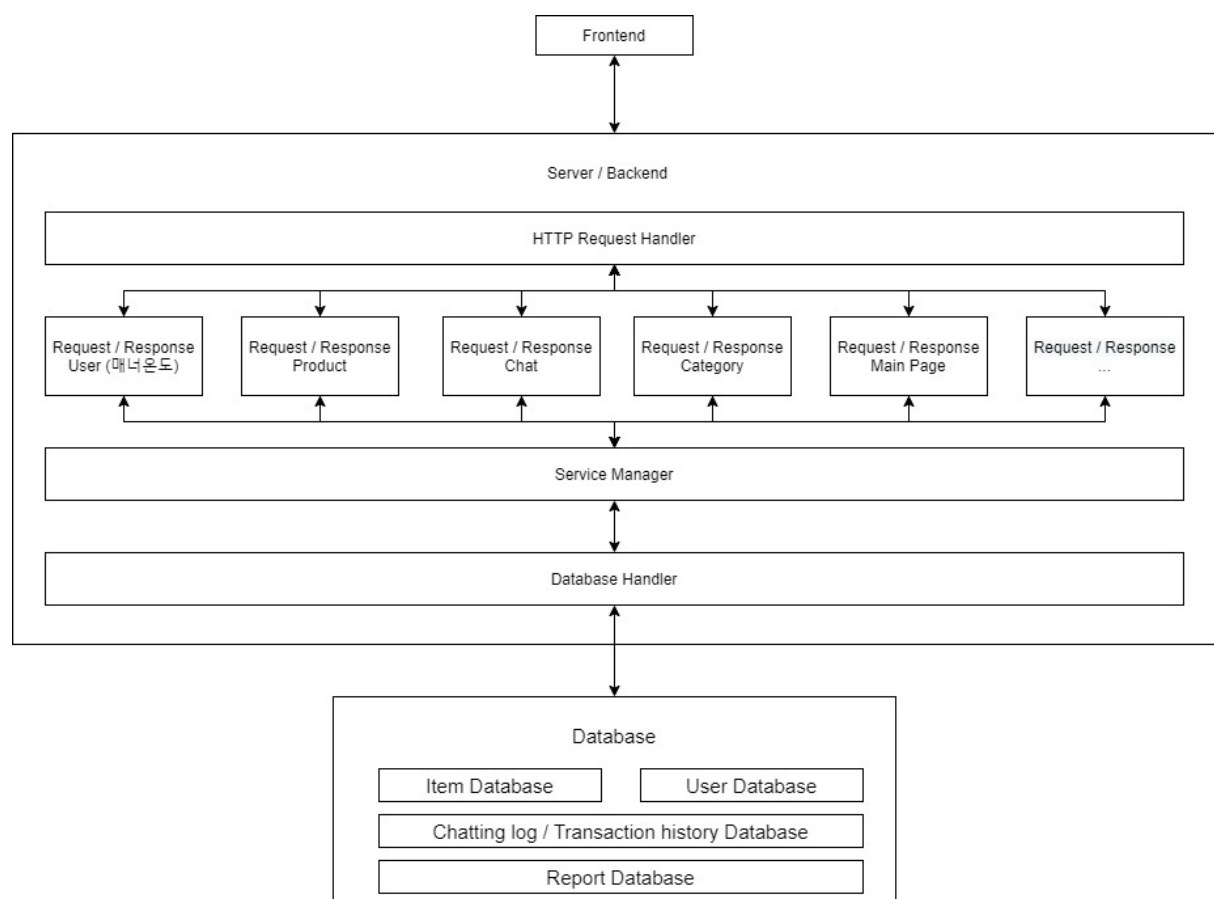 Frontend
Server / Backend
HTTP Request Handler
Request / Response
User (매너온도)
Request / Response
Product
Request / Response
Chat
Request / Response
Category
Request / Response
Main Page
Request / Response
...
Service Manager
Database Handler
Database
Item Database
User Database
Chatting log / Transaction history Database
Report Database